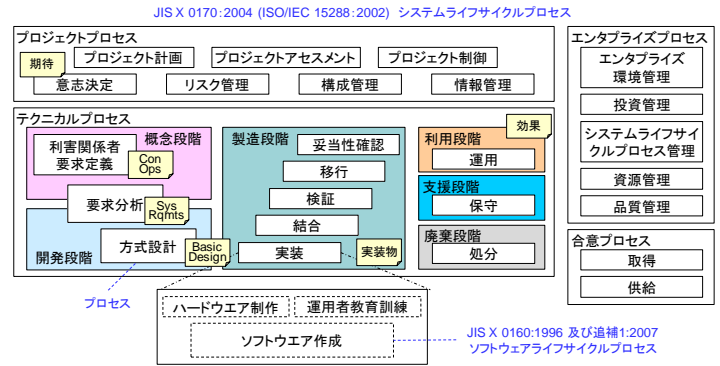 JIS X 0170:2004 (ISO/IEC 15288:2002) システムライフサイクルプロセス
プロジェクトプロセス
期待
プロジェクト計画
プロジェクトアセスメント
プロジェクト制御
意志決定
リスク管理
構成管理
情報管理
テクニカルプロセス
概念段階
利害関係者
要求定義
Con
Ops
要求分析
Sys
Rqmts
開発段階
方式設計
Basic
Design
製造段階
妥当性確認
移行
検証
結合
実装
実装物
効果
利用段階
運用
支援段階
保守
廃棄段階
処分
エンタプライズプロセス
エンタプライズ
環境管理
投資管理
システムライフサイ
クルプロセス管理
資源管理
品質管理
合意プロセス
取得
供給
プロセス
ハードウエア制作
運用者教育訓練
ソフトウエア作成
JIS X 0160:1996 及び追補1:2007
ソフトウェアライフサイクルプロセス